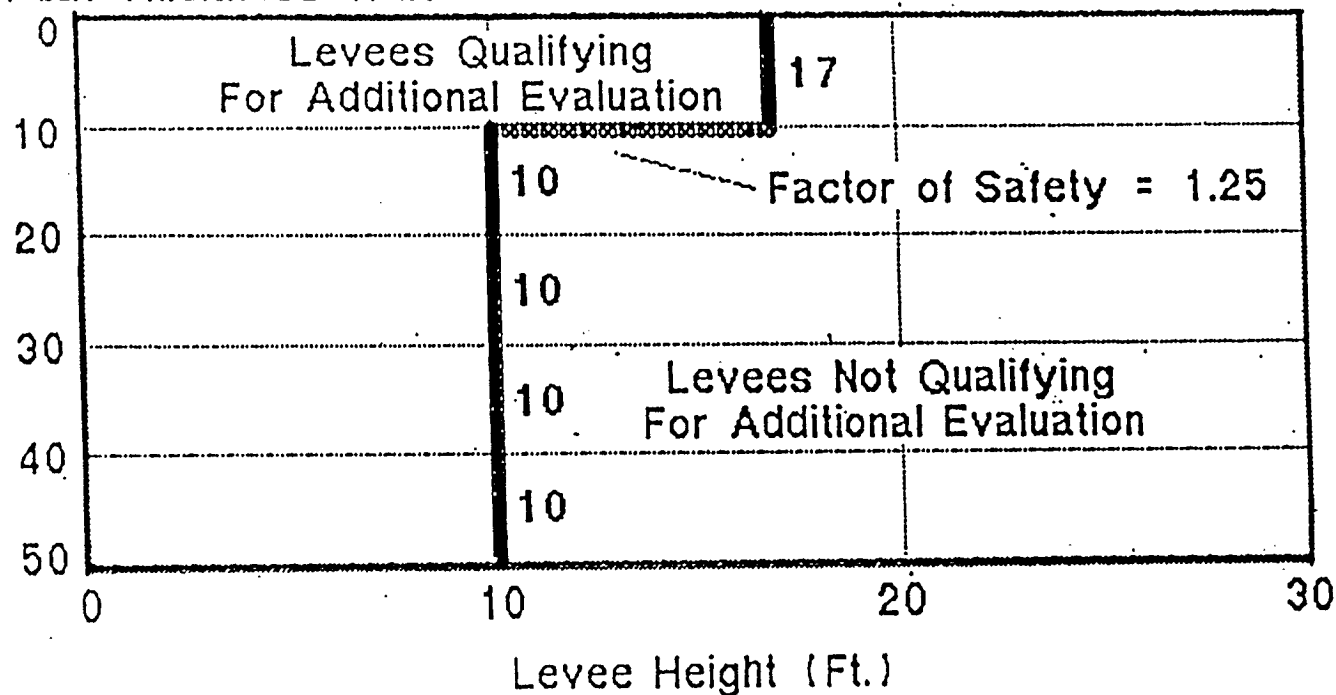 0
Levees Qualifying
For Additional Evaluation
17
10
10
Factor of Safety = 1.25
20
10
30
Levees Not Qualifying
10
For Additional Evaluation
40
10
50
0 10 20 30
Levee Height (Ft.)